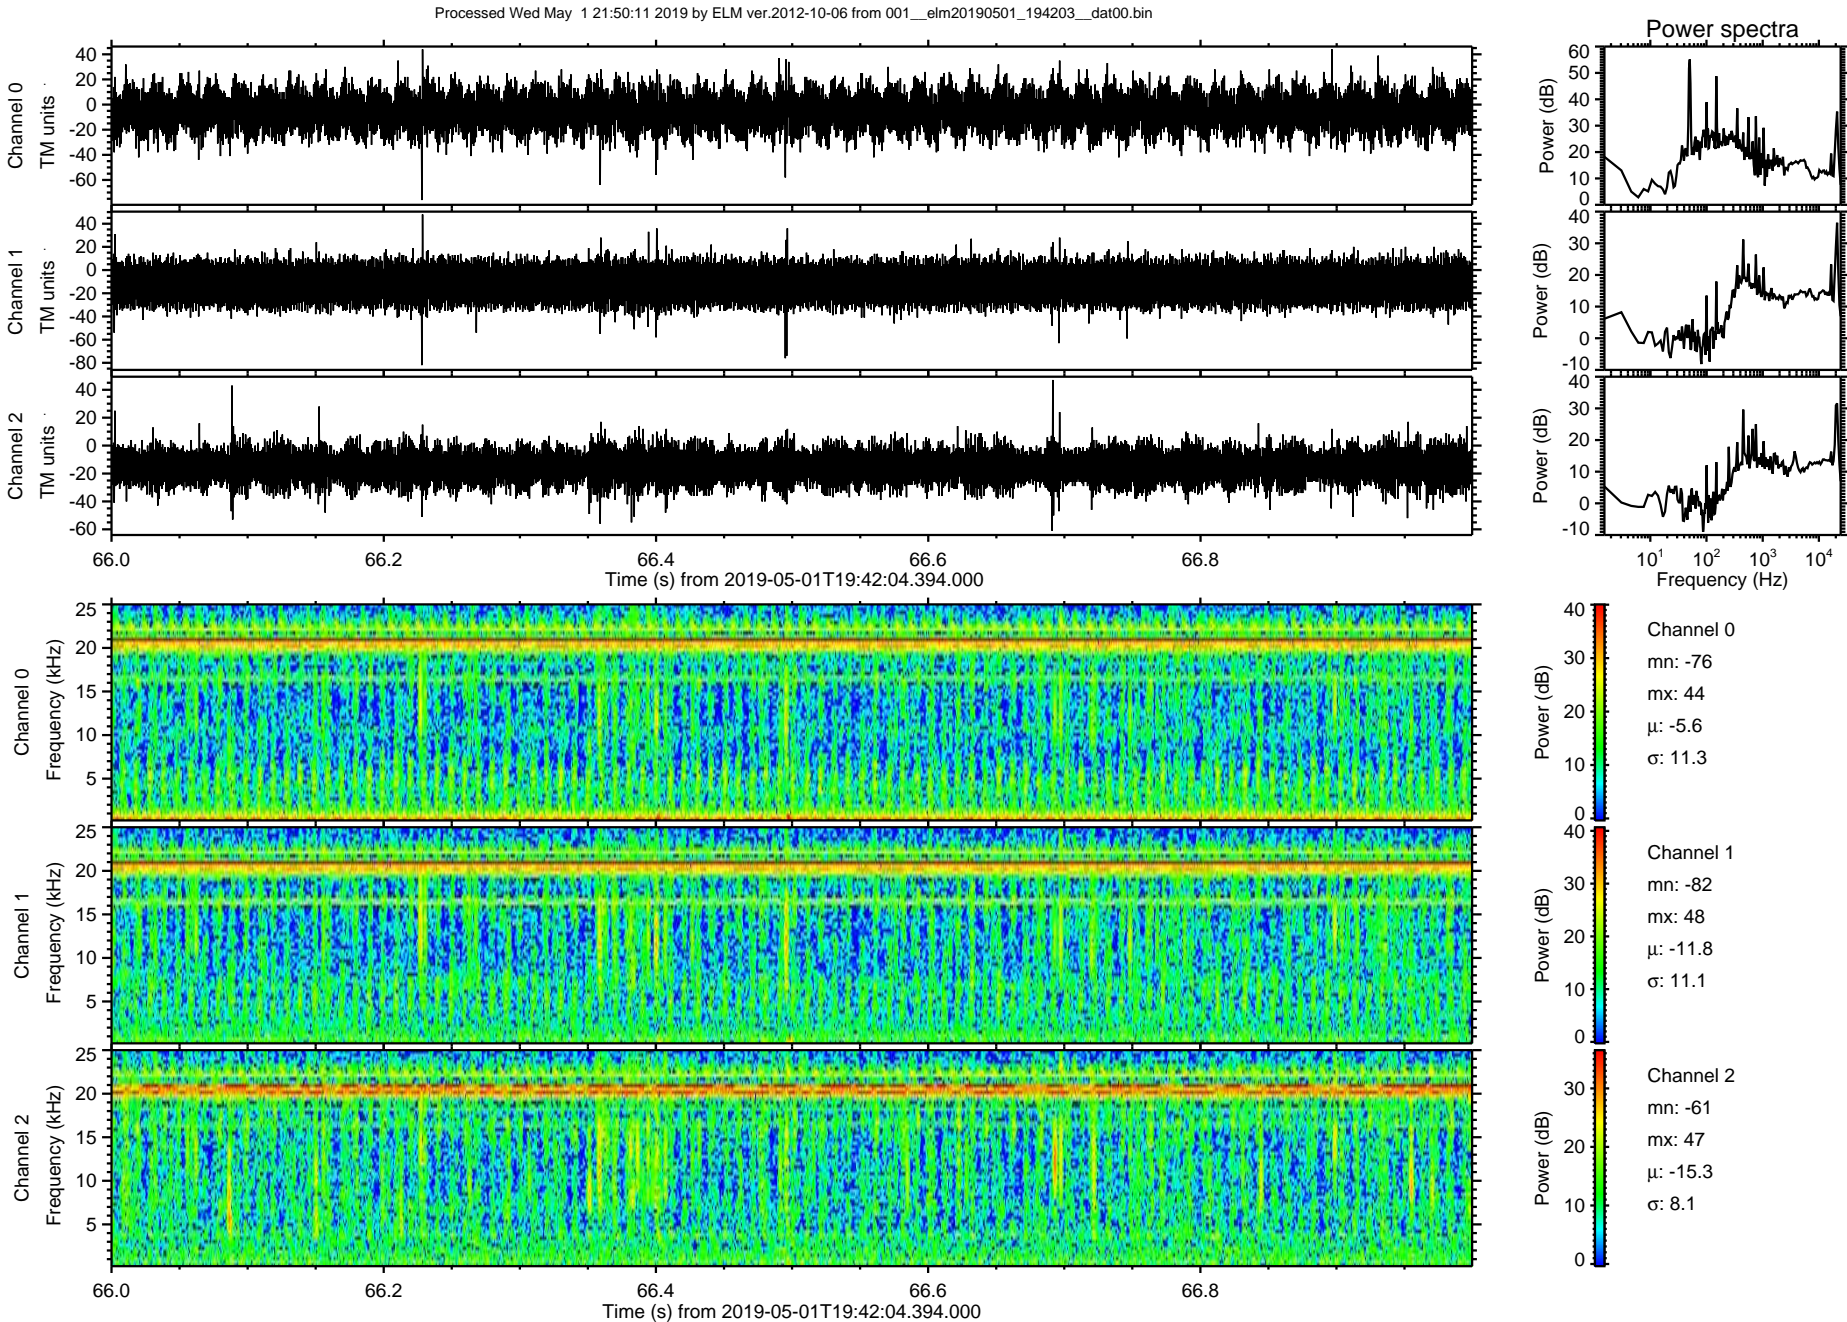 Processed Wed May  1 21:50:11 2019 by ELM ver.2012-10-06 from 001__elm20190501_194203__dat00.bin
Power spectra
Channel 0
TM units
40
20
0
-20
-40
-60
Power (dB)
60
50
40
30
20
10
0
Channel 1
TM units
40
20
0
-20
-40
-60
-80
Power (dB)
40
30
20
10
0
-10
Channel 2
TM units
40
20
0
-20
-40
-60
Power (dB)
40
30
20
10
0
-10
66.0 66.2 66.4 66.6 66.8
Time (s) from 2019-05-01T19:42:04.394.000
10^1 10^2 10^3 10^4
Frequency (Hz)
Channel 0
Frequency (kHz)
25
20
15
10
5
Power (dB)
40
30
20
10
0
Channel 0
mn: -76
mx: 44
μ: -5.6
σ: 11.3
Channel 1
Frequency (kHz)
25
20
15
10
5
Power (dB)
40
30
20
10
0
Channel 1
mn: -82
mx: 48
μ: -11.8
σ: 11.1
Channel 2
Frequency (kHz)
25
20
15
10
5
Power (dB)
30
20
10
0
Channel 2
mn: -61
mx: 47
μ: -15.3
σ: 8.1
66.0 66.2 66.4 66.6 66.8
Time (s) from 2019-05-01T19:42:04.394.000